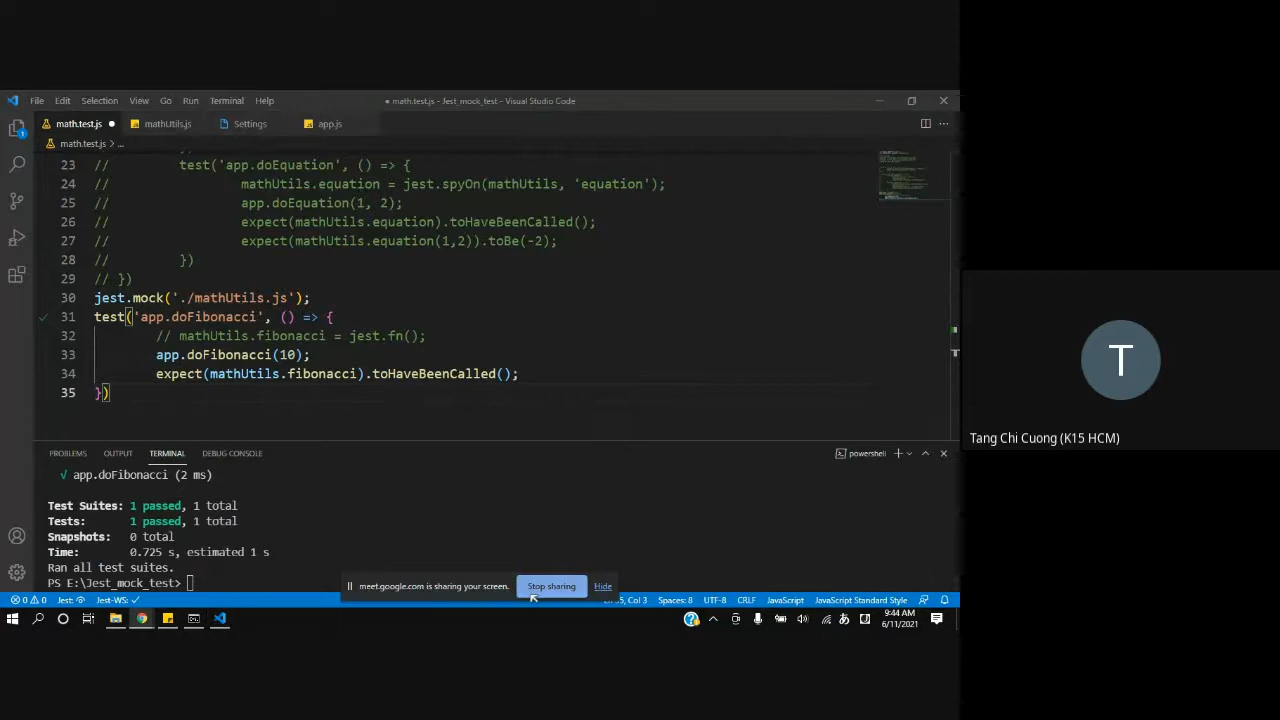 File Edit Selection View Go Run Terminal Help
● math.test.js - Jest_mock_test - Visual Studio Code
math.test.js ● mathUtils.js Settings app.js
math.test.js > ...
23 // test('app.doEquation', () => {
24 // mathUtils.equation = jest.spyOn(mathUtils, 'equation');
25 // app.doEquation(1, 2);
26 // expect(mathUtils.equation).toHaveBeenCalled();
27 // expect(mathUtils.equation(1,2)).toBe(-2);
28 // })
29 // })
30 jest.mock('./mathUtils.js');
31 test('app.doFibonacci', () => {
32 // mathUtils.fibonacci = jest.fn();
33 app.doFibonacci(10);
34 expect(mathUtils.fibonacci).toHaveBeenCalled();
35 })
PROBLEMS OUTPUT TERMINAL DEBUG CONSOLE
powershell
√ app.doFibonacci (2 ms)
Test Suites: 1 passed, 1 total
Tests: 1 passed, 1 total
Snapshots: 0 total
Time: 0.725 s, estimated 1 s
Ran all test suites.
PS E:\Jest_mock_test>
meet.google.com is sharing your screen. Stop sharing Hide
0 0 Jest: Jest-WS: ✓ 35, Col 3 Spaces: 8 UTF-8 CRLF JavaScript JavaScript Standard Style
9:44 AM
6/11/2021
あ
T
Tang Chi Cuong (K15 HCM)